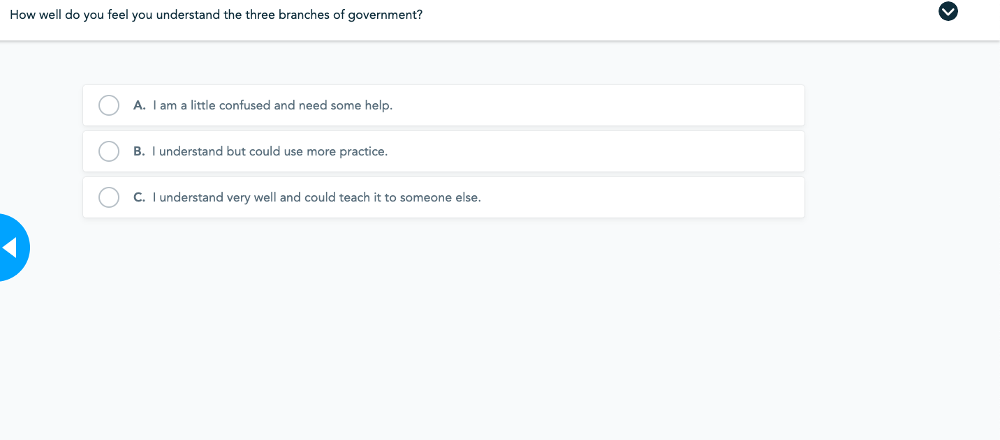 How well do you feel you understand the three branches of government?
A. I am a little confused and need some help.
B. I understand but could use more practice.
C. I understand very well and could teach it to someone else.